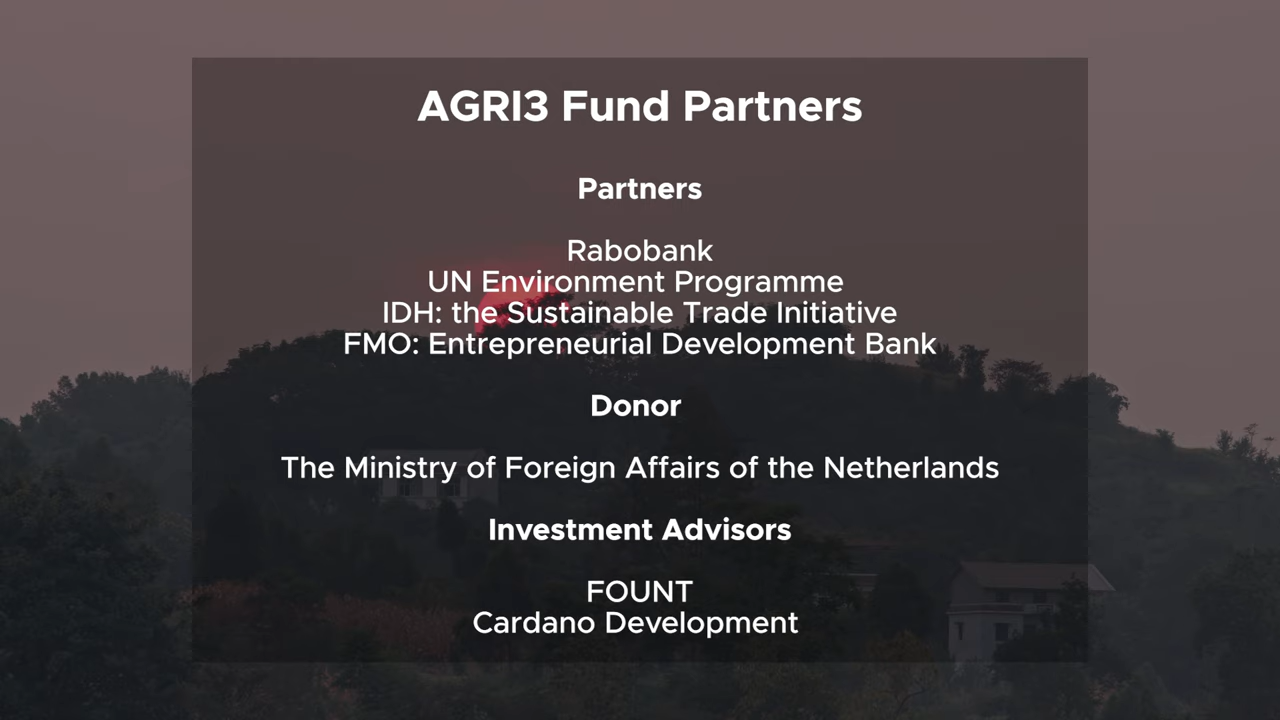 AGRI3 Fund Partners
Partners
Rabobank
UN Environment Programme
IDH: the Sustainable Trade Initiative
FMO: Entrepreneurial Development Bank
Donor
The Ministry of Foreign Affairs of the Netherlands
Investment Advisors
FOUNT
Cardano Development